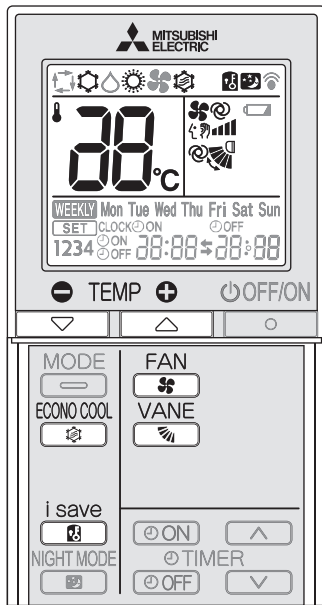 MITSUBISHI
ELECTRIC
88°C
WEEKLY Mon Tue Wed Thu Fri Sat Sun
SET CLOCK ON OFF
1234 ON OFF 88:88 88:88
TEMP OFF/ON
MODE FAN
ECONO COOL VANE
i save
ON
NIGHT MODE TIMER
OFF